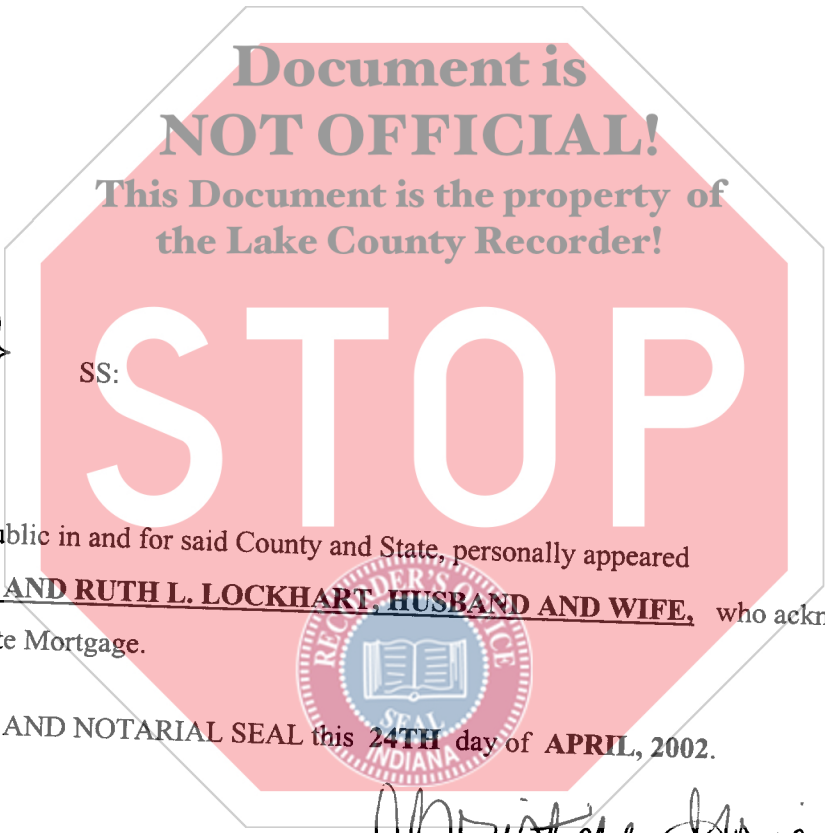 Document is
NOT OFFICIAL!
This Document is the property of
the Lake County Recorder!
STOP
SS:
ublic in and for said County and State, personally appeared
AND RUTH L. LOCKHART, HUSBAND AND WIFE, who ackn
te Mortgage.
RECORDER'S OFFICE
SEAL
INDIANA
AND NOTARIAL SEAL this 24TH day of APRIL, 2002.